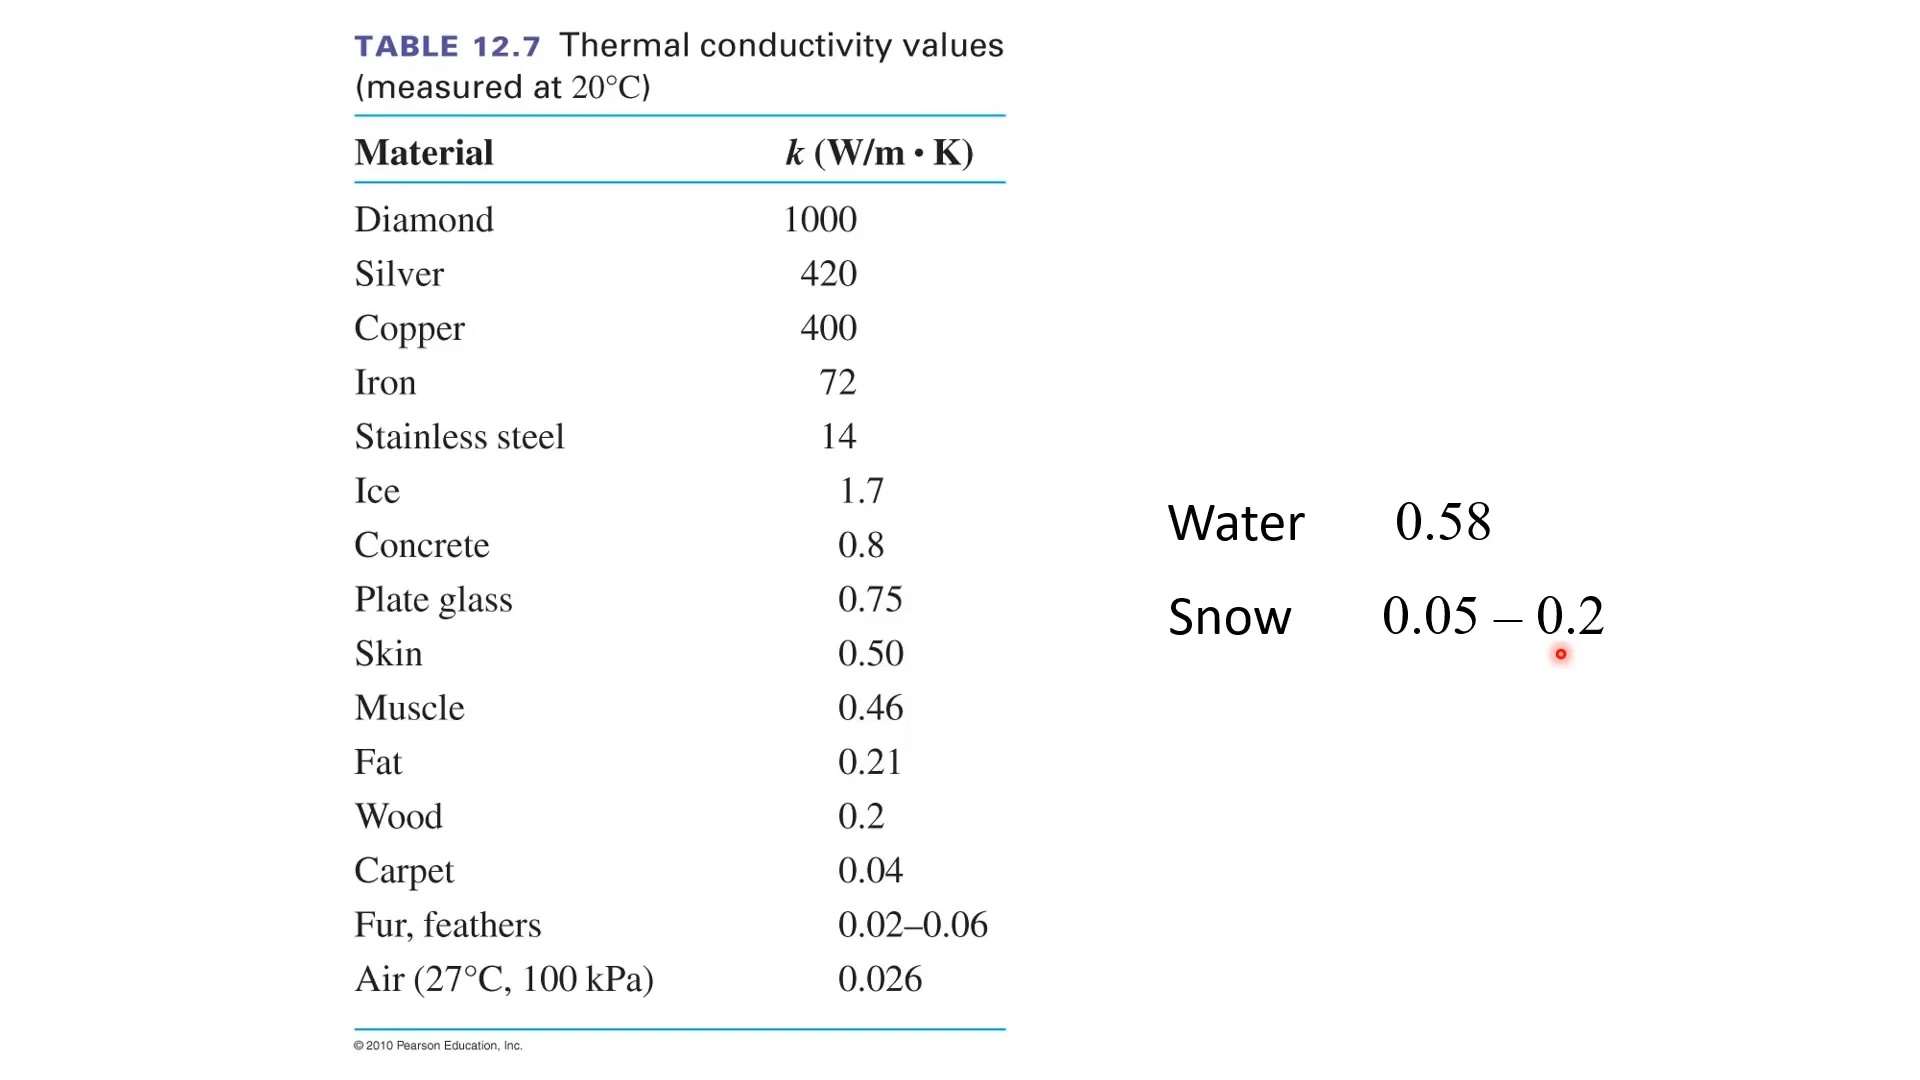 TABLE 12.7 Thermal conductivity values
(measured at 20°C)
Material k (W/m • K)
Diamond 1000
Silver 420
Copper 400
Iron 72
Stainless steel 14
Ice 1.7
Concrete 0.8
Plate glass 0.75
Skin 0.50
Muscle 0.46
Fat 0.21
Wood 0.2
Carpet 0.04
Fur, feathers 0.02–0.06
Air (27°C, 100 kPa) 0.026
© 2010 Pearson Education, Inc.
Water 0.58
Snow 0.05 – 0.2